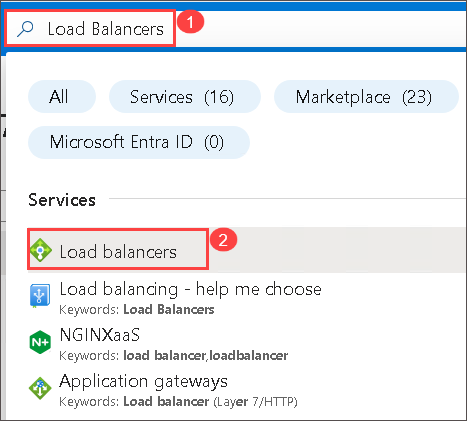 Load Balancers 1
All Services (16) Marketplace (23)
Microsoft Entra ID (0)
Services
Load balancers 2
Load balancing - help me choose
Keywords: Load Balancers
N+ NGINXaaS
Keywords: load balancer,loadbalancer
Application gateways
Keywords: Load balancer (Layer 7/HTTP)